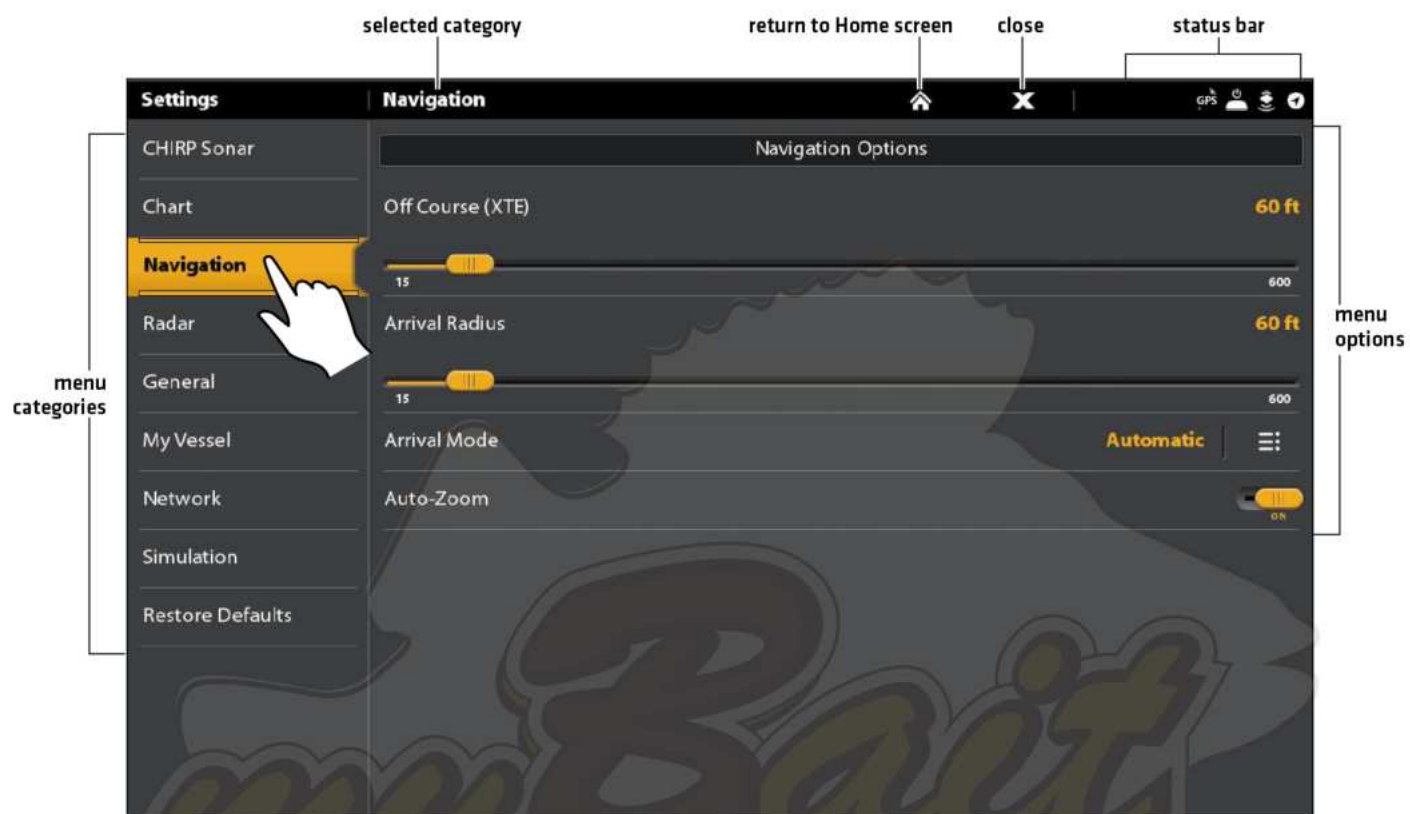 selected category
return to Home screen
close
status bar
Settings
Navigation
GPS
CHIRP Sonar
Navigation Options
Chart
Off Course (XTE)
60 ft
Navigation
15
600
Radar
Arrival Radius
60 ft
menu
options
menu
categories
General
15
600
My Vessel
Arrival Mode
Automatic
Network
Auto-Zoom
ON
Simulation
Restore Defaults
myBait